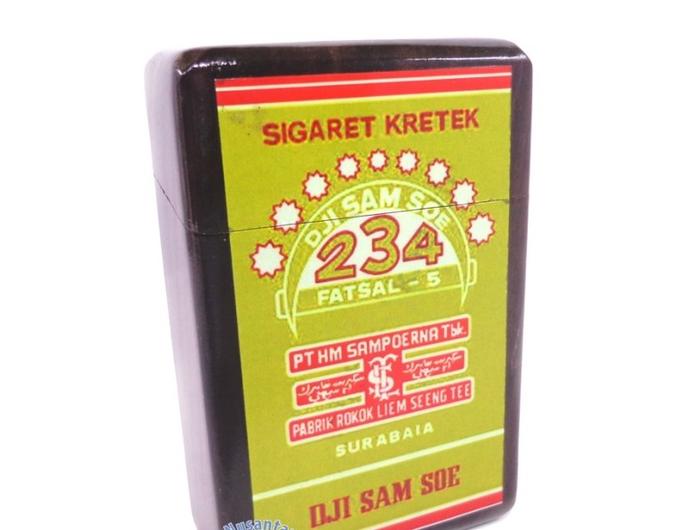 SIGARET KRETEK
DJI SAM SOE
234
FATSAL - 5
PT HM SAMPOERNA Tbk.
PABRIK ROKOK LIEM SEENG TEE
SURABAIA
DJI SAM SOE